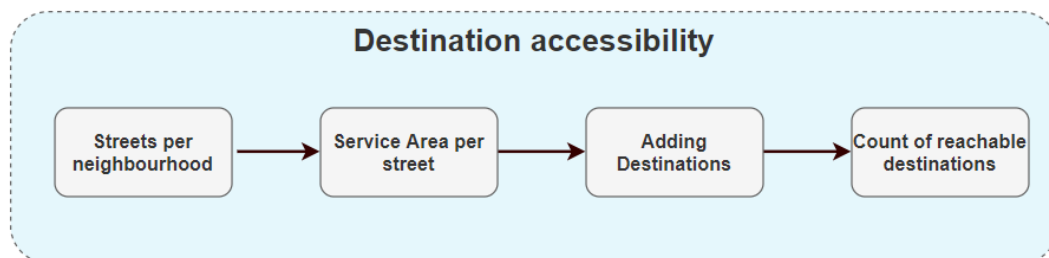 Destination accessibility
Streets per
neighbourhood
Service Area per
street
Adding
Destinations
Count of reachable
destinations